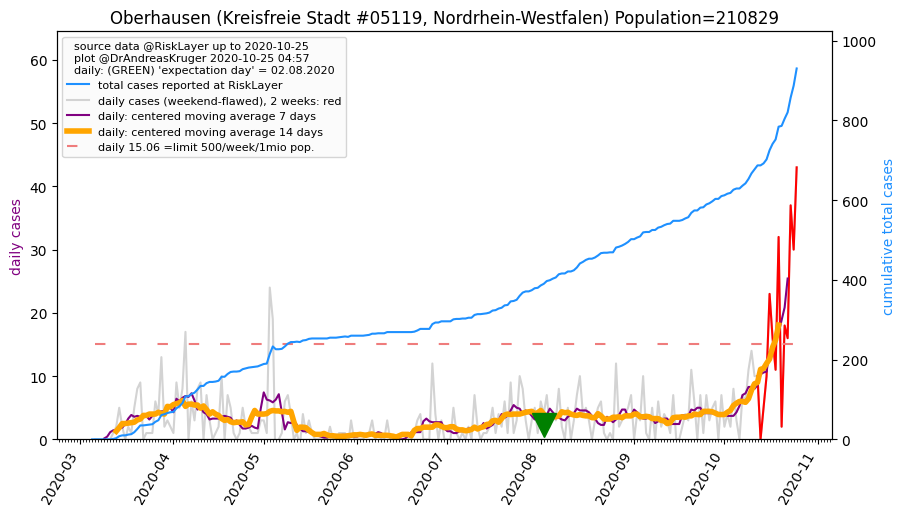 Oberhausen (Kreisfreie Stadt #05119, Nordrhein-Westfalen) Population=210829
source data @RiskLayer up to 2020-10-25
plot @DrAndreasKruger 2020-10-25 04:57
daily: (GREEN) 'expectation day' = 02.08.2020
total cases reported at RiskLayer
daily cases (weekend-flawed), 2 weeks: red
daily: centered moving average 7 days
daily: centered moving average 14 days
daily 15.06 =limit 500/week/1mio pop.
daily cases
60
50
40
30
20
10
0
cumulative total cases
1000
800
600
400
200
0
2020-03
2020-04
2020-05
2020-06
2020-07
2020-08
2020-09
2020-10
2020-11